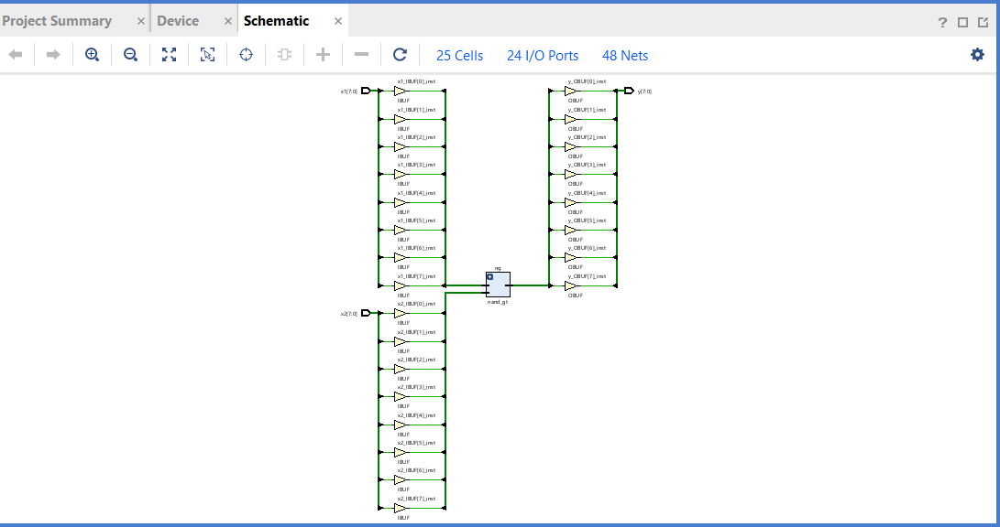 Project Summary × Device × Schematic × ?
25 Cells 24 I/O Ports 48 Nets
x1_IBUF[0]_inst y_OBUF[0]_inst
x1[7:0] y[7:0]
IBUF OBUF
x1_IBUF[1]_inst y_OBUF[1]_inst
IBUF OBUF
x1_IBUF[2]_inst y_OBUF[2]_inst
IBUF OBUF
x1_IBUF[3]_inst y_OBUF[3]_inst
IBUF OBUF
x1_IBUF[4]_inst y_OBUF[4]_inst
IBUF OBUF
x1_IBUF[5]_inst y_OBUF[5]_inst
IBUF OBUF
x1_IBUF[6]_inst y_OBUF[6]_inst
IBUF OBUF
ng
x1_IBUF[7]_inst y_OBUF[7]_inst
IBUF OBUF
nand_gt
x2_IBUF[0]_inst
x2[7:0]
IBUF
x2_IBUF[1]_inst
IBUF
x2_IBUF[2]_inst
IBUF
x2_IBUF[3]_inst
IBUF
x2_IBUF[4]_inst
IBUF
x2_IBUF[5]_inst
IBUF
x2_IBUF[6]_inst
IBUF
x2_IBUF[7]_inst
IBUF